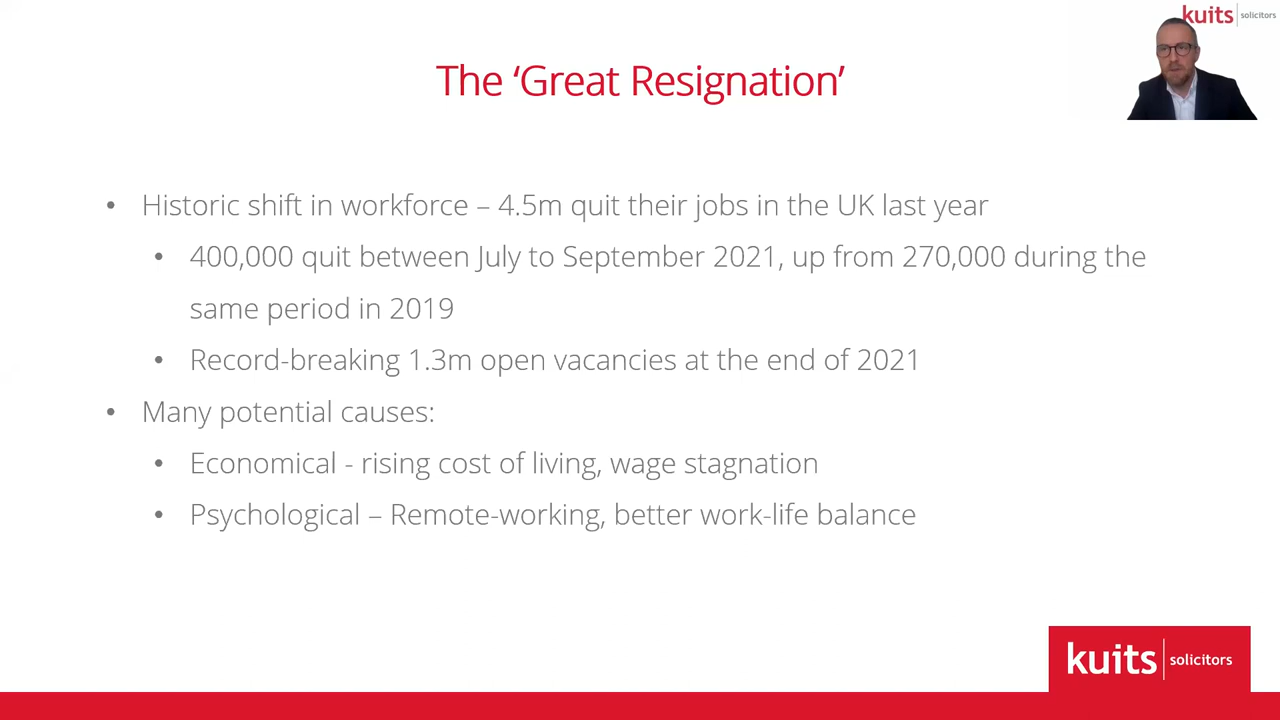 kuits solicitors
The ‘Great Resignation’
• Historic shift in workforce – 4.5m quit their jobs in the UK last year
• 400,000 quit between July to September 2021, up from 270,000 during the
same period in 2019
• Record-breaking 1.3m open vacancies at the end of 2021
• Many potential causes:
• Economical - rising cost of living, wage stagnation
• Psychological – Remote-working, better work-life balance
kuits solicitors